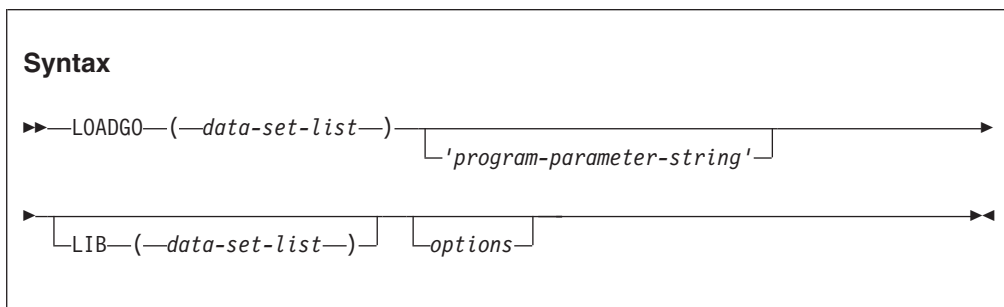 Syntax
LOADGO ( data-set-list )
'program-parameter-string'
LIB ( data-set-list )
options